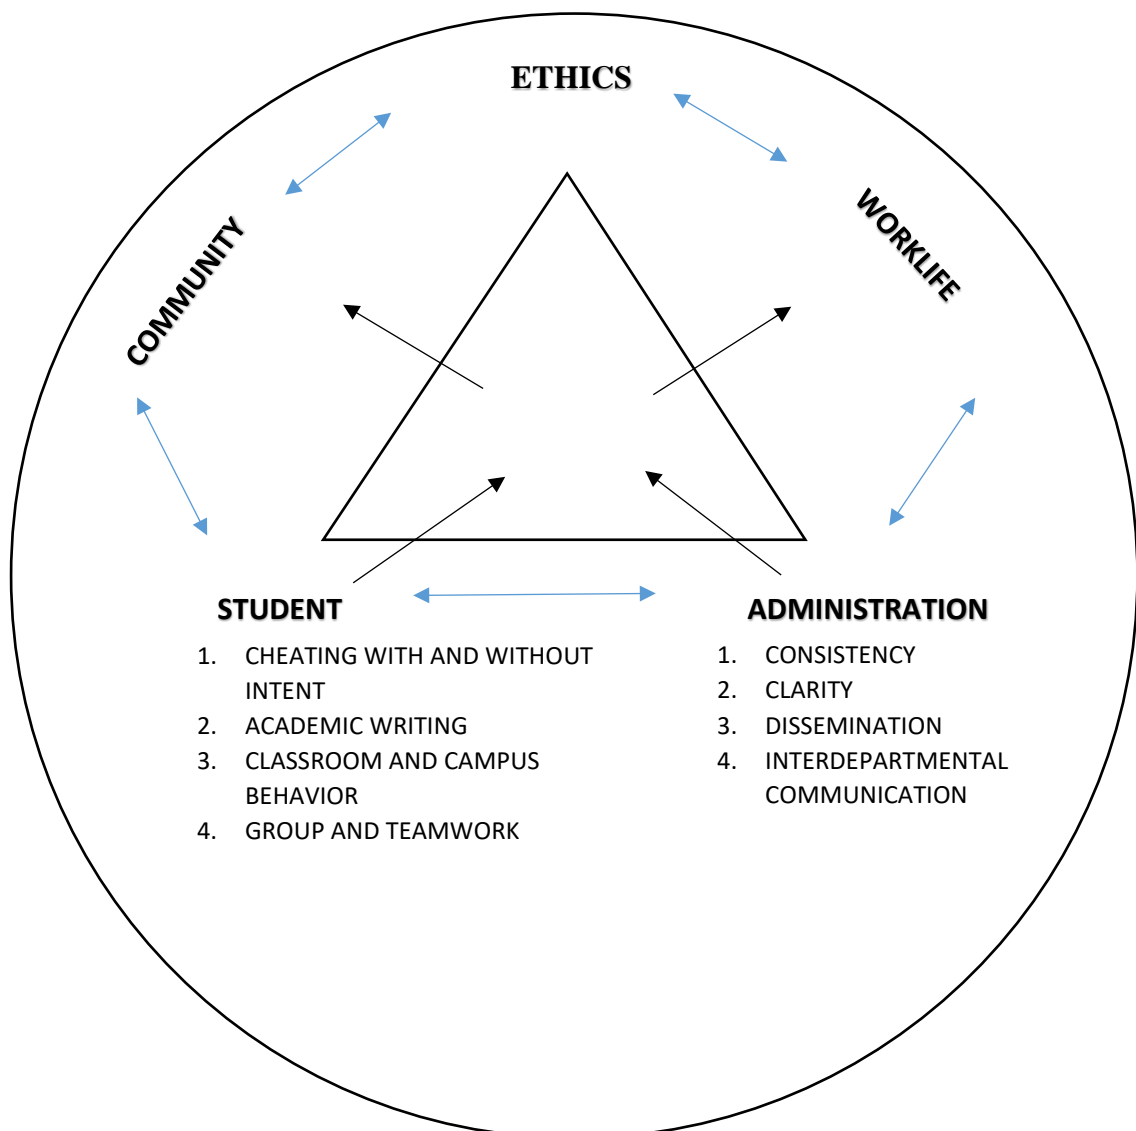 ETHICS
COMMUNITY
WORKLIFE
STUDENT
1. CHEATING WITH AND WITHOUT
INTENT
2. ACADEMIC WRITING
3. CLASSROOM AND CAMPUS
BEHAVIOR
4. GROUP AND TEAMWORK
ADMINISTRATION
1. CONSISTENCY
2. CLARITY
3. DISSEMINATION
4. INTERDEPARTMENTAL
COMMUNICATION